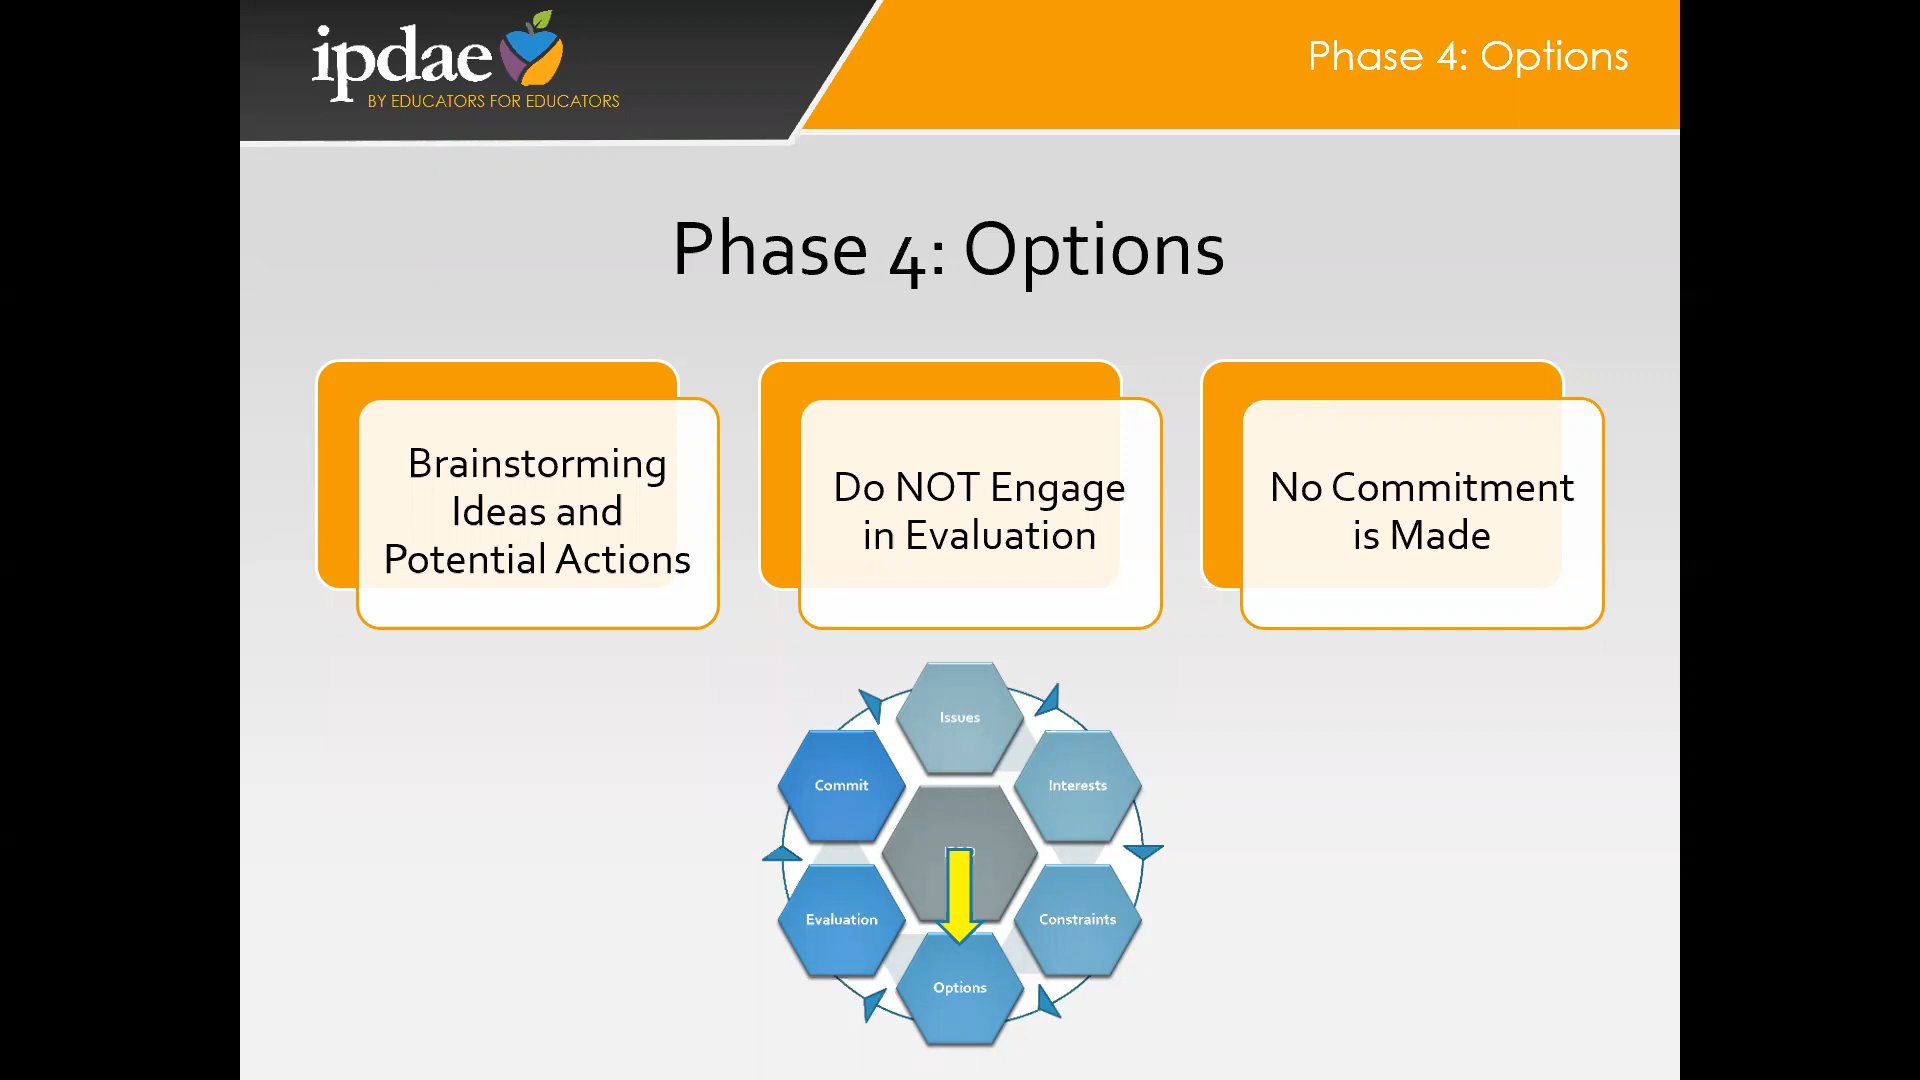 ipdae
BY EDUCATORS FOR EDUCATORS
Phase 4: Options
Phase 4: Options
Brainstorming
Ideas and
Potential Actions
Do NOT Engage
in Evaluation
No Commitment
is Made
Issues
Commit
Interests
Evaluation
Constraints
Options